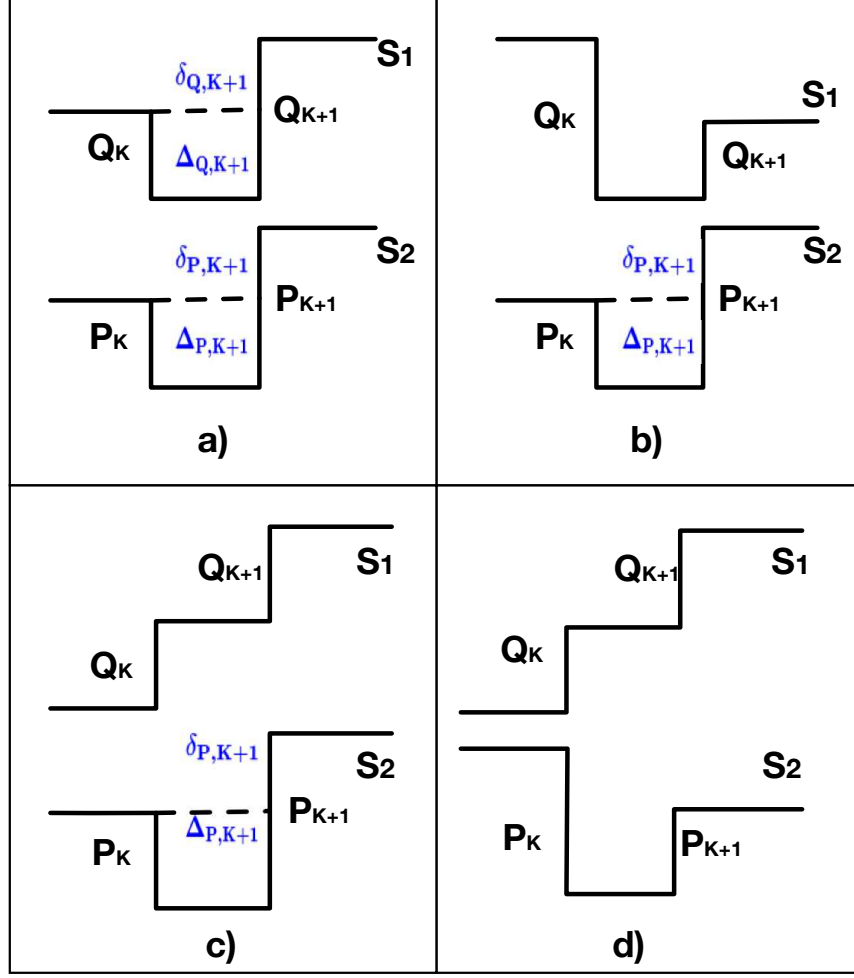 S1
δQ,K+1
QK+1
QK
ΔQ,K+1
S2
δP,K+1
PK+1
PK
ΔP,K+1
a)
S1
QK
QK+1
S2
δP,K+1
PK+1
PK
ΔP,K+1
b)
QK+1
S1
QK
δP,K+1
S2
PK+1
ΔP,K+1
PK
c)
QK+1
S1
QK
S2
PK
PK+1
d)